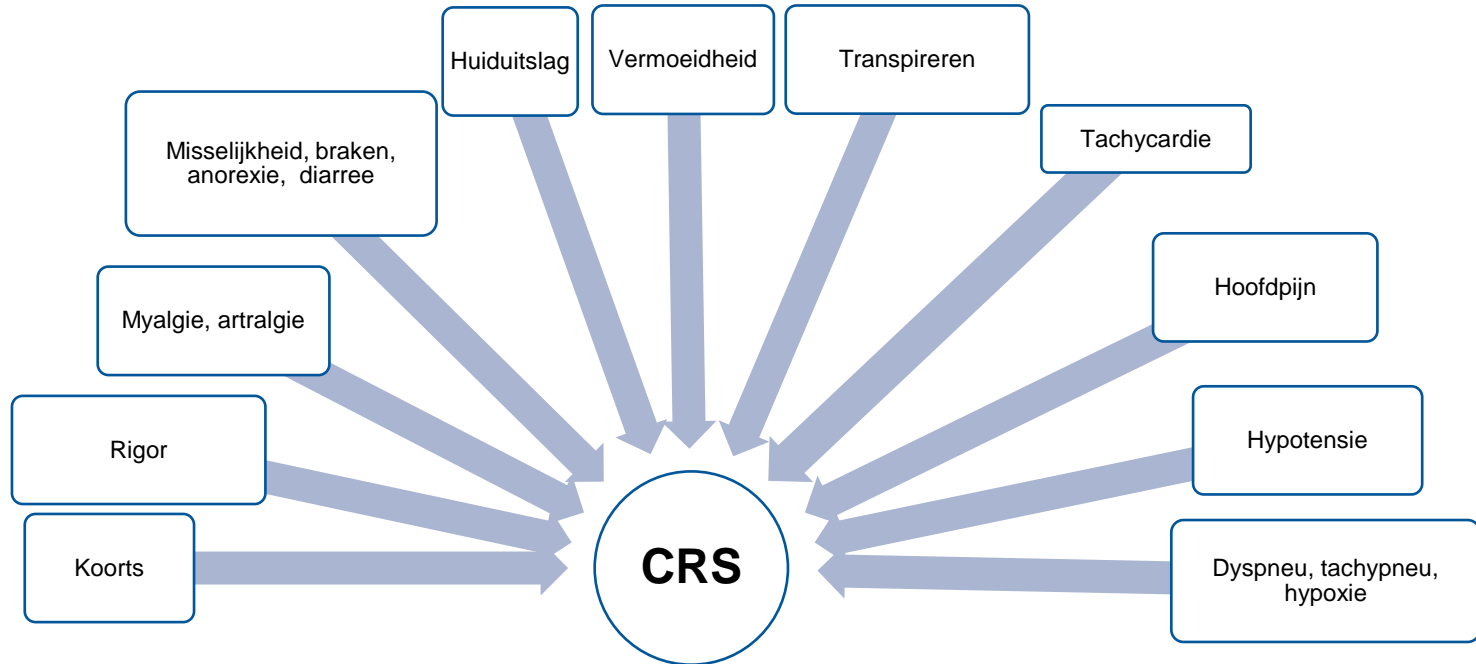 Huiduitslag
Vermoeidheid
Transpireren
Misselijkheid, braken,
anorexie, diarree
Tachycardie
Myalgie, artralgie
Hoofdpijn
Rigor
Hypotensie
Koorts
CRS
Dyspneu, tachypneu,
hypoxie